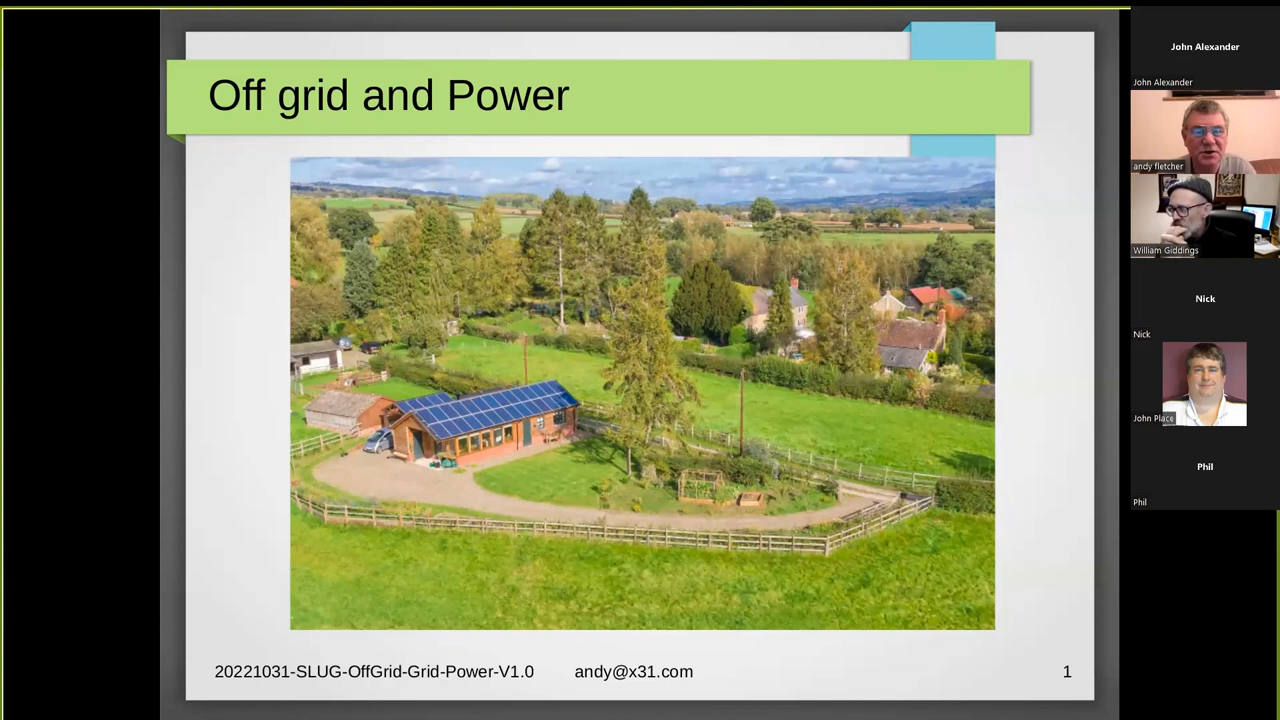 Off grid and Power
20221031-SLUG-OffGrid-Grid-Power-V1.0 andy@x31.com 1
John Alexander
John Alexander
andy fletcher
William Giddings
Nick
Nick
John Place
Phil
Phil